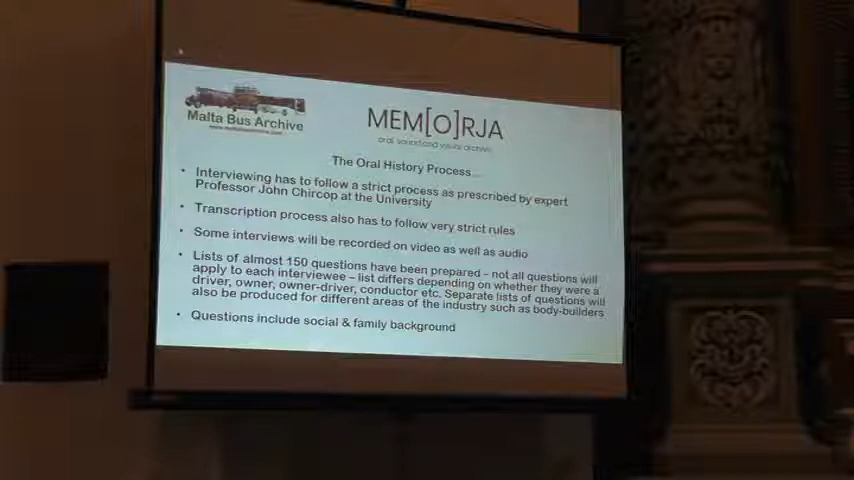 Malta Bus Archive
MEM[O]RJA
oral, sound and visual archive
The Oral History Process...
• Interviewing has to follow a strict process as prescribed by expert
Professor John Chircop at the University
• Transcription process also has to follow very strict rules
• Some interviews will be recorded on video as well as audio
• Lists of almost 150 questions have been prepared – not all questions will
apply to each interviewee – list differs depending on whether they were a
driver, owner, owner-driver, conductor etc. Separate lists of questions will
also be produced for different areas of the industry such as body-builders
• Questions include social & family background